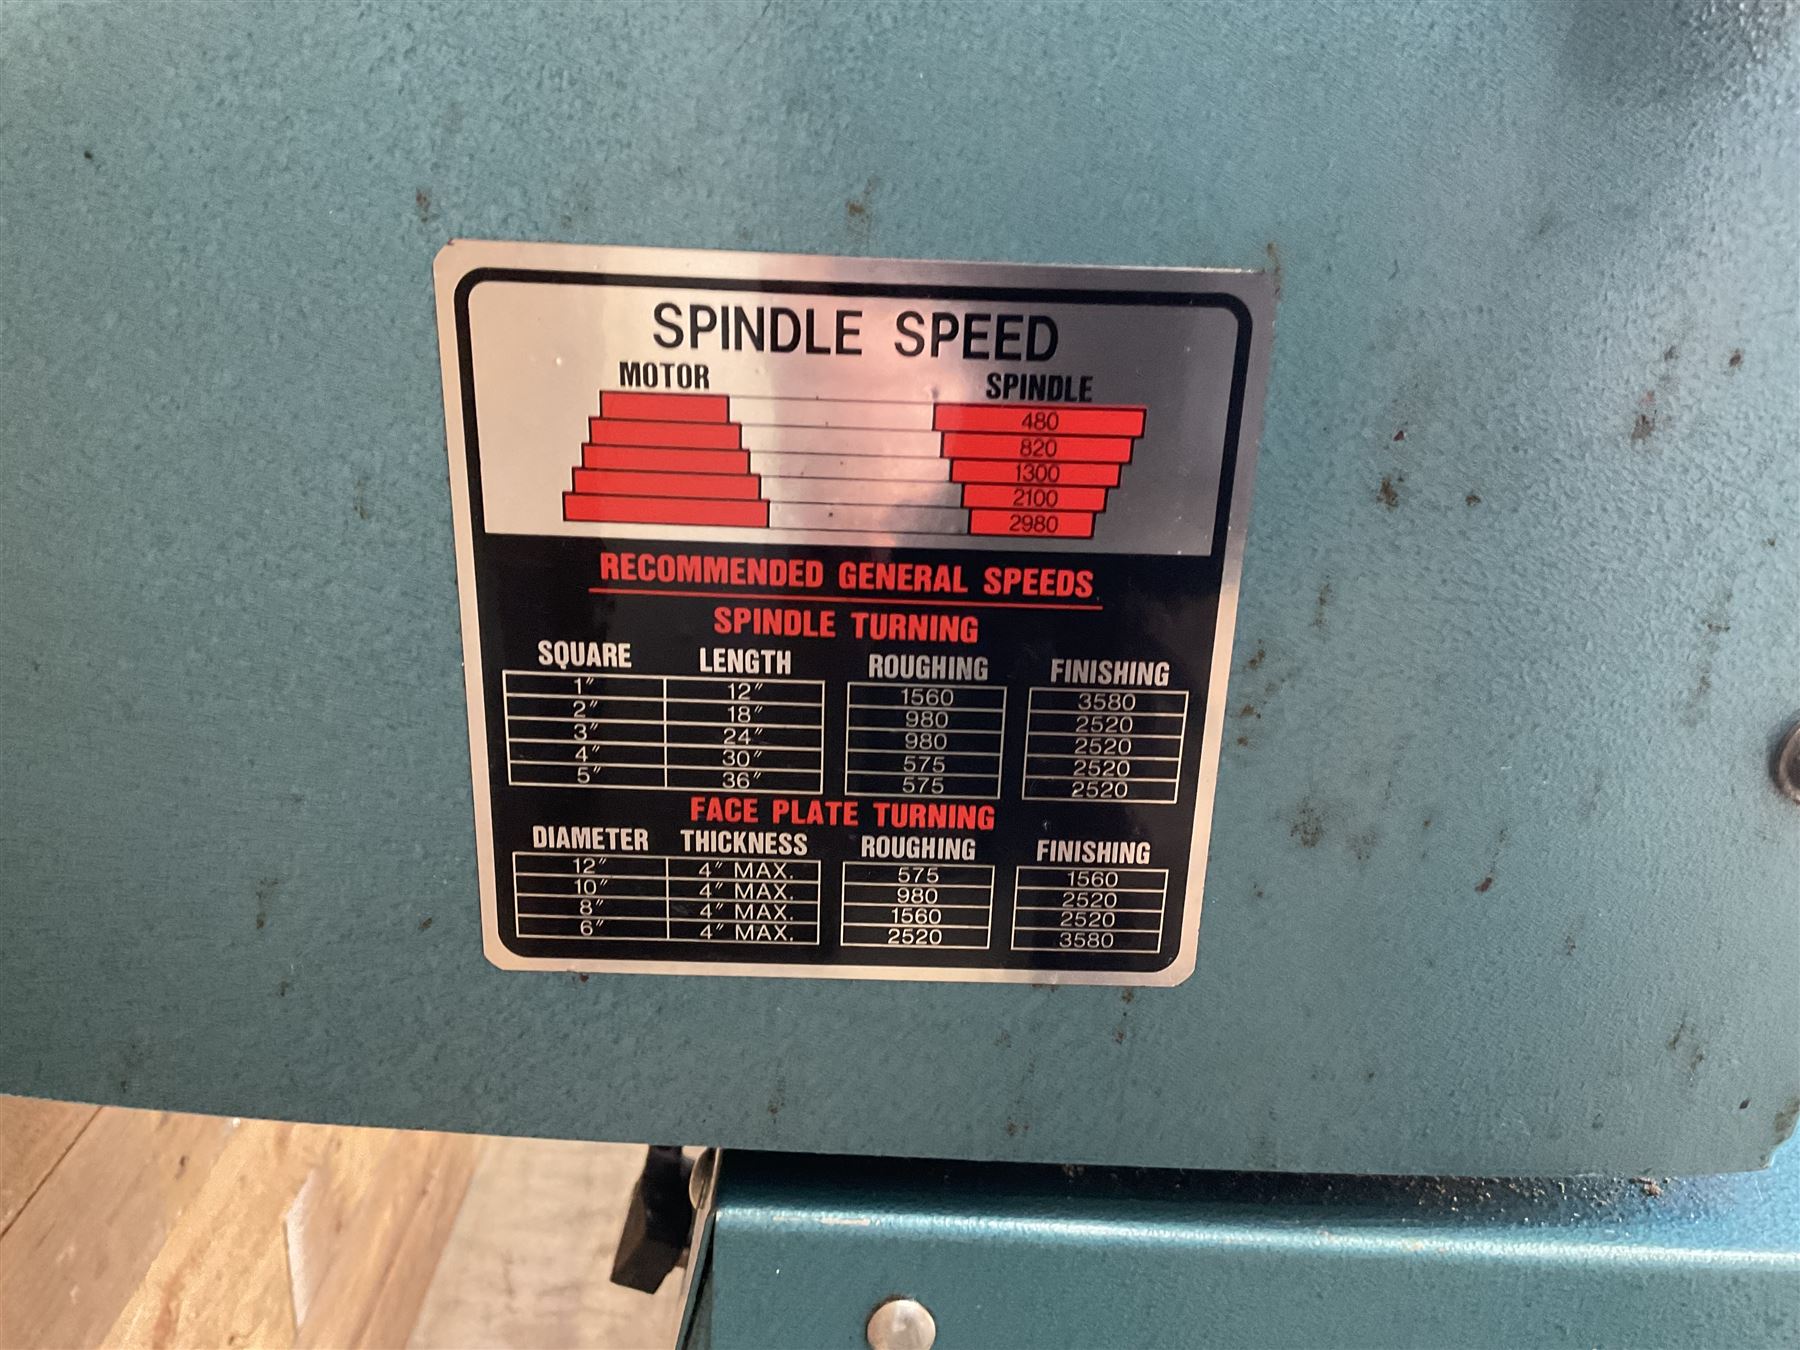 SPINDLE SPEED
MOTOR SPINDLE
480
820
1300
2100
2980
RECOMMENDED GENERAL SPEEDS
SPINDLE TURNING
SQUARE LENGTH ROUGHING FINISHING
1" 12" 1560 3580
2" 18" 980 2520
3" 24" 980 2520
4" 30" 575 2520
5" 36" 575 2520
FACE PLATE TURNING
DIAMETER THICKNESS ROUGHING FINISHING
12" 4" MAX. 575 1560
10" 4" MAX. 980 2520
8" 4" MAX. 1560 2520
6" 4" MAX. 2520 3580